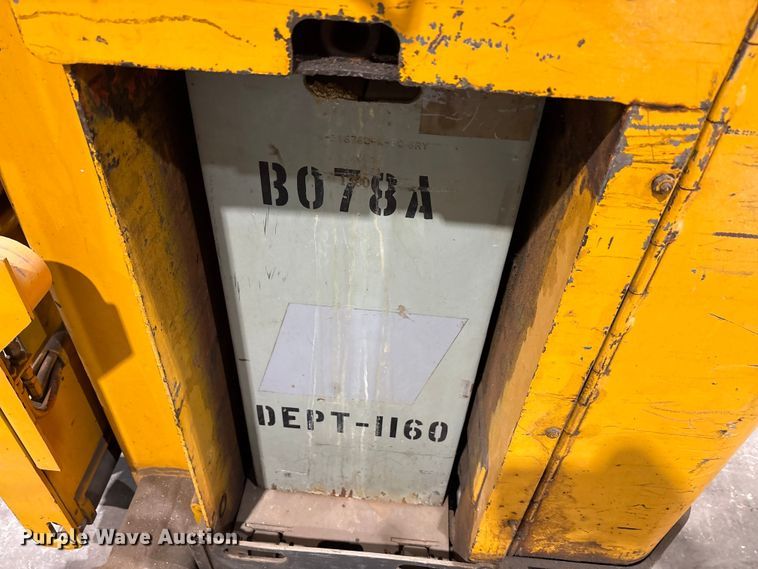 B078A
DEPT-1160
Purple Wave Auction